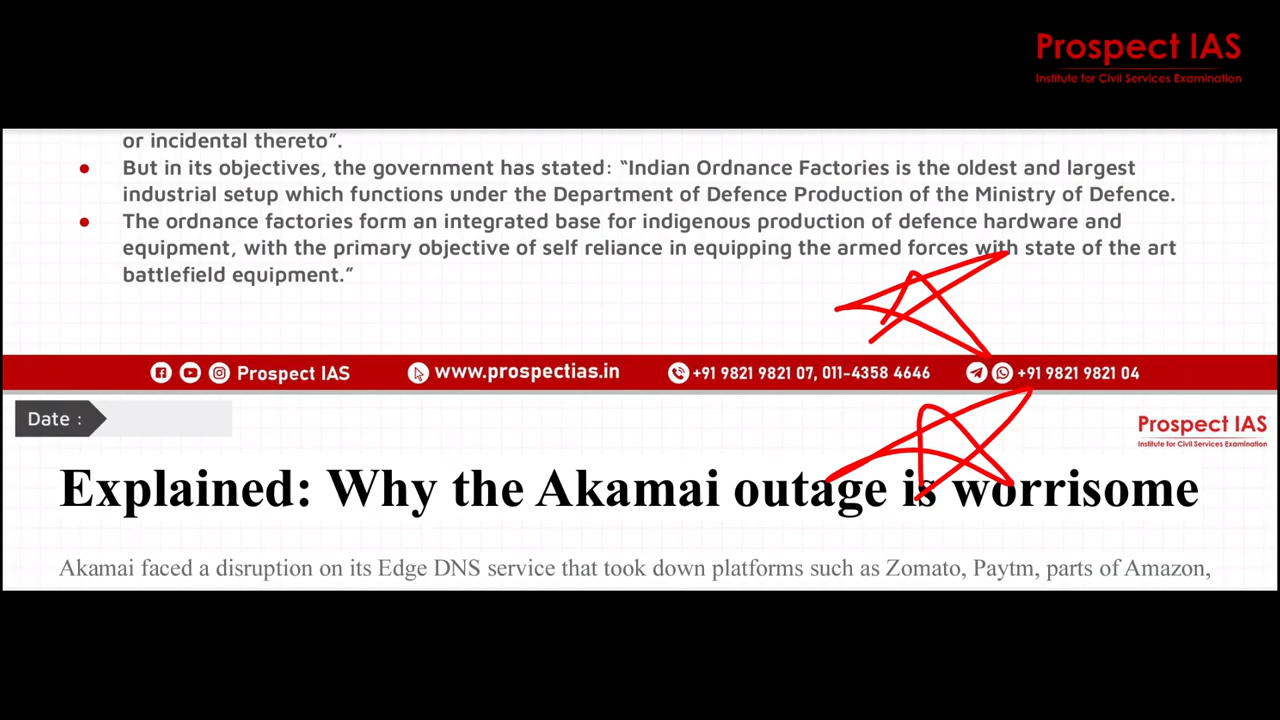 Prospect IAS
Institute for Civil Services Examination
or incidental thereto”.
● But in its objectives, the government has stated: “Indian Ordnance Factories is the oldest and largest
industrial setup which functions under the Department of Defence Production of the Ministry of Defence.
● The ordnance factories form an integrated base for indigenous production of defence hardware and
equipment, with the primary objective of self reliance in equipping the armed forces with state of the art
battlefield equipment.”
Prospect IAS www.prospectias.in +91 9821 9821 07, 011-4358 4646 +91 9821 9821 04
Date :
Prospect IAS
Institute for Civil Services Examination
Explained: Why the Akamai outage is worrisome
Akamai faced a disruption on its Edge DNS service that took down platforms such as Zomato, Paytm, parts of Amazon,